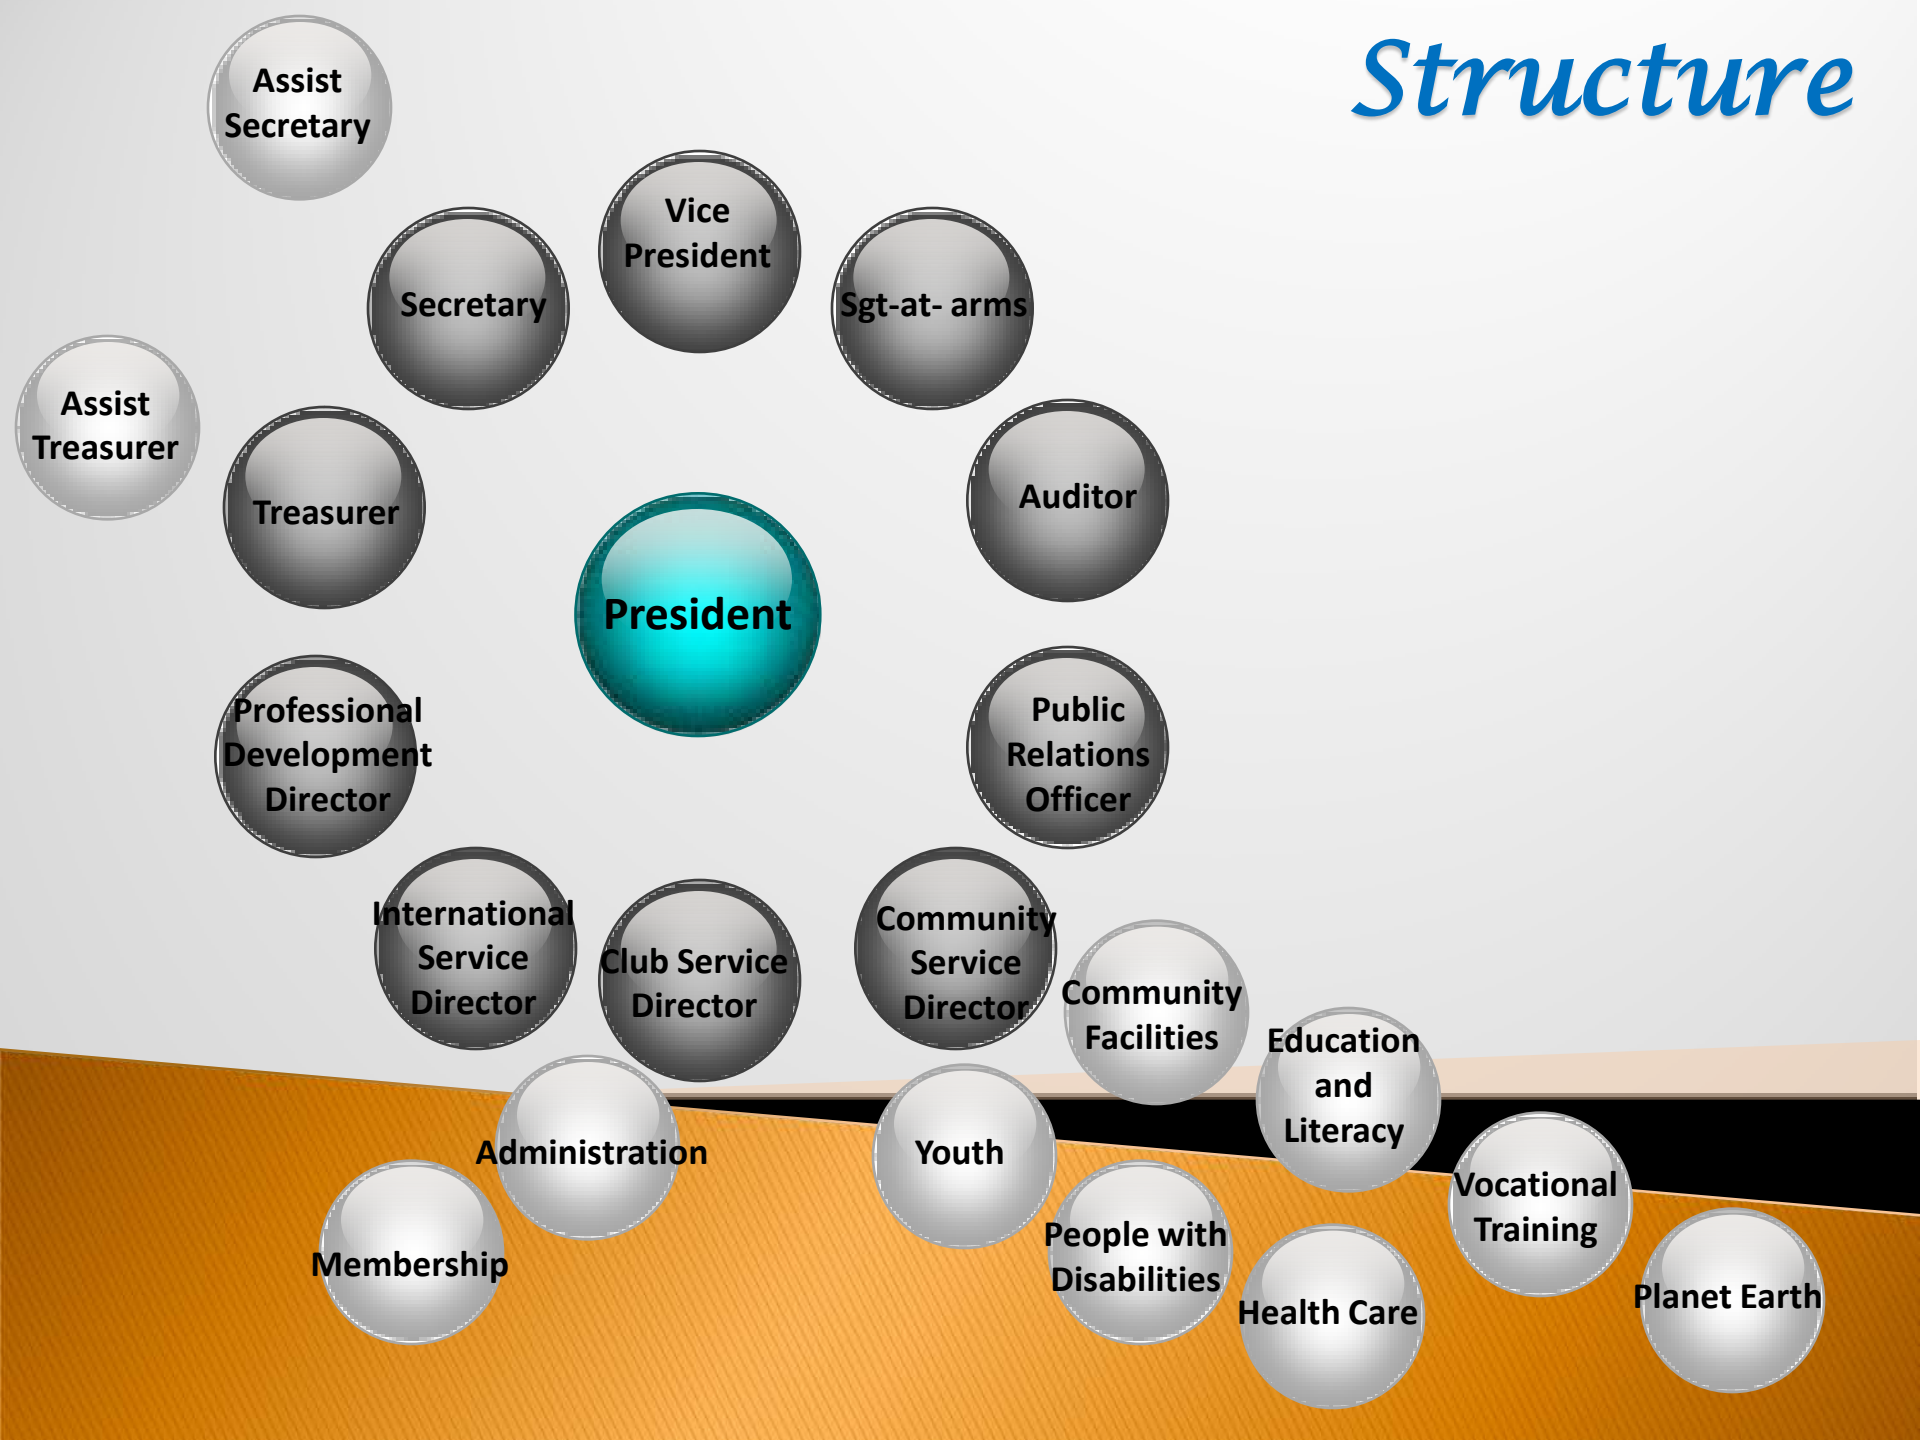 Structure
Assist
Secretary
Vice
President
Secretary
Sgt-at- arms
Assist
Treasurer
Treasurer
Auditor
President
Professional
Development
Director
Public
Relations
Officer
International
Service
Director
Club Service
Director
Community
Service
Director
Community
Facilities
Education
and
Literacy
Administration
Youth
Vocational
Training
Membership
People with
Disabilities
Health Care
Planet Earth